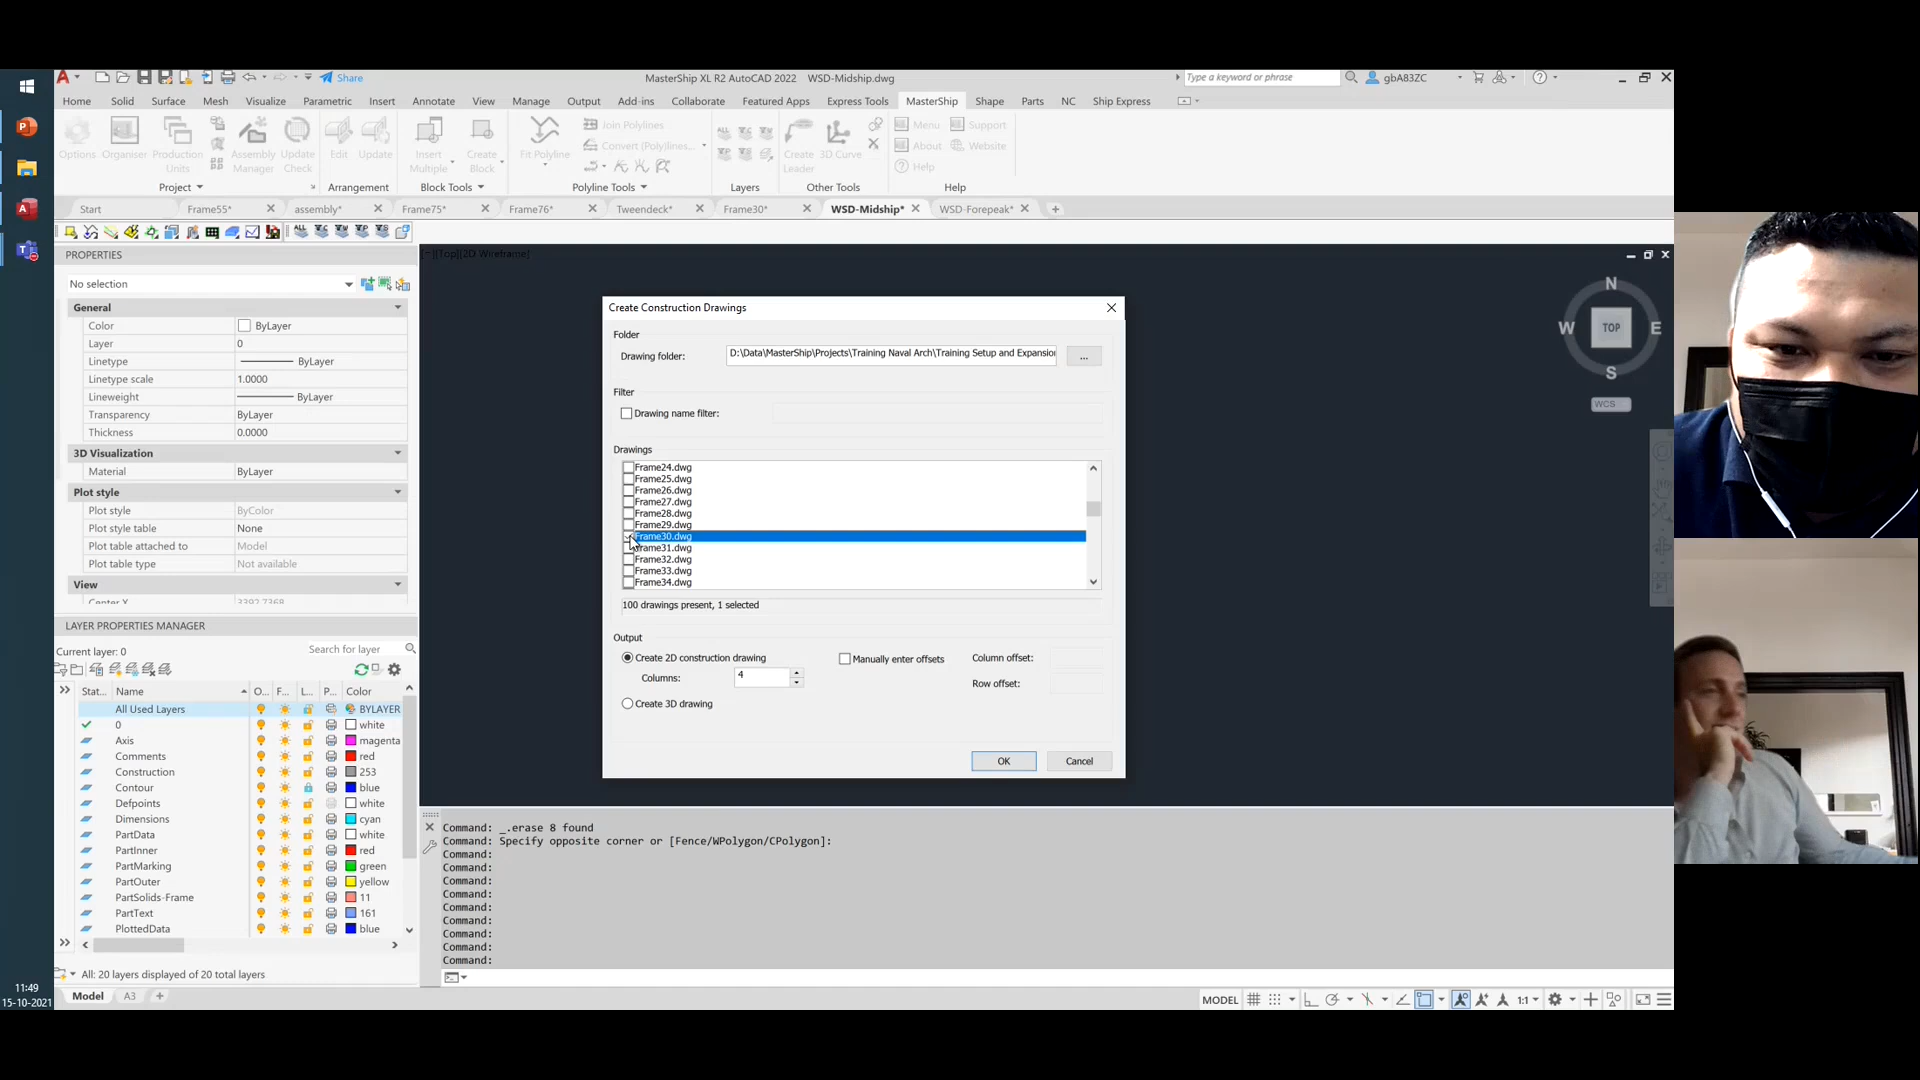 Share
MasterShip XL R2 AutoCAD 2022 WSD-Midship.dwg
Type a keyword or phrase
gbA83ZC
Home Solid Surface Mesh Visualize Parametric Insert Annotate View Manage Output Add-ins Collaborate Featured Apps Express Tools MasterShip Shape Parts NC Ship Express
Join Polylines
Convert (Poly)lines...
Menu Support
About Website
Help
Options Organiser Production Units Assembly Manager Update Check Edit Update Insert Multiple Create Block Fit Polyline Create Leader 3D Curve
Project Arrangement Block Tools Polyline Tools Layers Other Tools Help
Start Frame55* assembly* Frame75* Frame76* Tweendeck* Frame30* WSD-Midship* WSD-Forepeak*
ALL T.C T.W T.P T.S
PROPERTIES
No selection
General
Color ByLayer
Layer 0
Linetype ByLayer
Linetype scale 1.0000
Lineweight ByLayer
Transparency ByLayer
Thickness 0.0000
3D Visualization
Material ByLayer
Plot style
Plot style ByColor
Plot style table None
Plot table attached to Model
Plot table type Not available
View
Center X 3392.7368
[-][Top][2D Wireframe]
N
W TOP E
S
WCS
Create Construction Drawings
Folder
Drawing folder: D:\Data\MasterShip\Projects\Training Naval Arch\Training Setup and Expansion ...
Filter
Drawing name filter:
Drawings
Frame24.dwg
Frame25.dwg
Frame26.dwg
Frame27.dwg
Frame28.dwg
Frame29.dwg
Frame30.dwg
Frame31.dwg
Frame32.dwg
Frame33.dwg
Frame34.dwg
100 drawings present, 1 selected
Output
Create 2D construction drawing Manually enter offsets Column offset:
Columns: 4 Row offset:
Create 3D drawing
OK Cancel
LAYER PROPERTIES MANAGER
Current layer: 0 Search for layer
Stat... Name O... F... L... P... Color
All Used Layers BYLAYER
0 white
Axis magenta
Comments red
Construction 253
Contour blue
Defpoints white
Dimensions cyan
PartData white
PartInner red
PartMarking green
PartOuter yellow
PartSolids-Frame 11
PartText 161
PlottedData blue
All: 20 layers displayed of 20 total layers
Command: _.erase 8 found
Command: Specify opposite corner or [Fence/WPolygon/CPolygon]:
Command:
Command:
Command:
Command:
Command:
Command:
Command:
Command:
Command:
Model A3
MODEL 1:1
11:49
15-10-2021